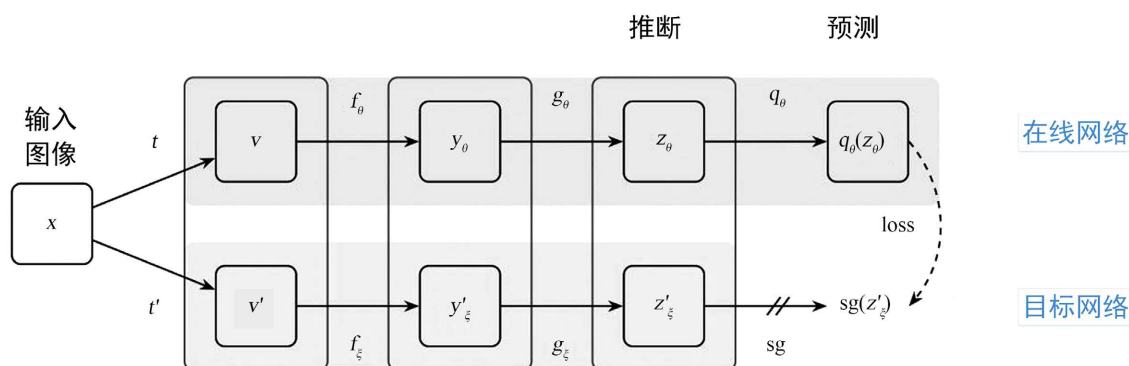 推断
预测
输入
图像
x
t
v
f_θ
y_θ
g_θ
z_θ
q_θ
q_θ(z_θ)
在线网络
loss
t'
v'
f_ξ
y'_ξ
g_ξ
z'_ξ
sg
sg(z'_ξ)
目标网络